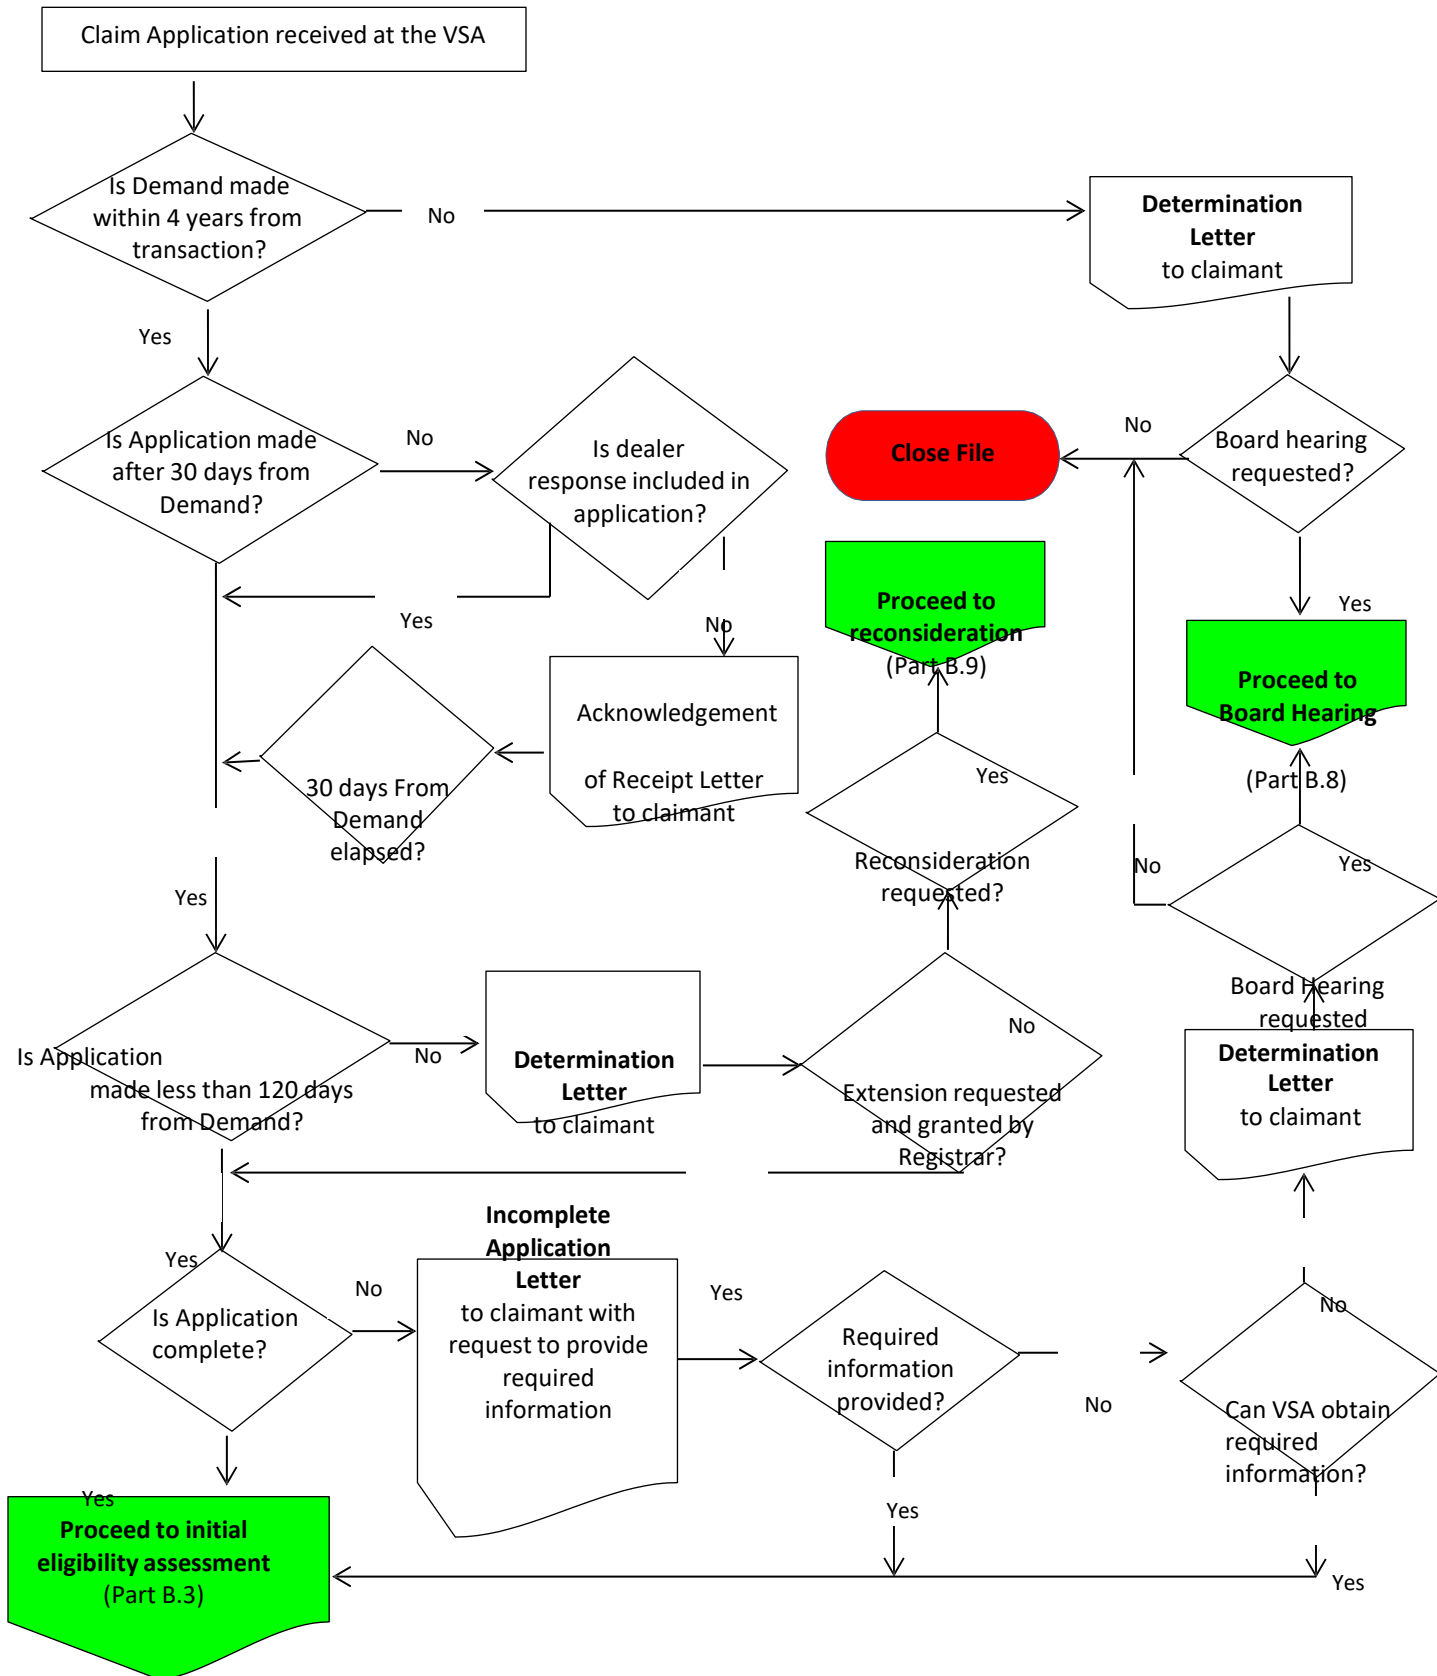 Claim Application received at the VSA
Is Demand made
within 4 years from
transaction?
No
Determination
Letter
to claimant
Yes
Is Application made
after 30 days from
Demand?
No
Is dealer
response included in
application?
Close File
No
Board hearing
requested?
Yes
No
Proceed to
reconsideration
(Part B.9)
Yes
Proceed to
Board Hearing
(Part B.8)
Acknowledgement
of Receipt Letter
to claimant
30 days From
Demand
elapsed?
Yes
Reconsideration
requested?
No
Yes
Yes
Board Hearing
requested
Is Application
made less than 120 days
from Demand?
No
Determination
Letter
to claimant
No
Extension requested
and granted by
Registrar?
Determination
Letter
to claimant
Yes
Is Application
complete?
No
Incomplete
Application
Letter
to claimant with
request to provide
required
information
Yes
Required
information
provided?
No
No
Can VSA obtain
required
information?
Yes
Proceed to initial
eligibility assessment
(Part B.3)
Yes
Yes